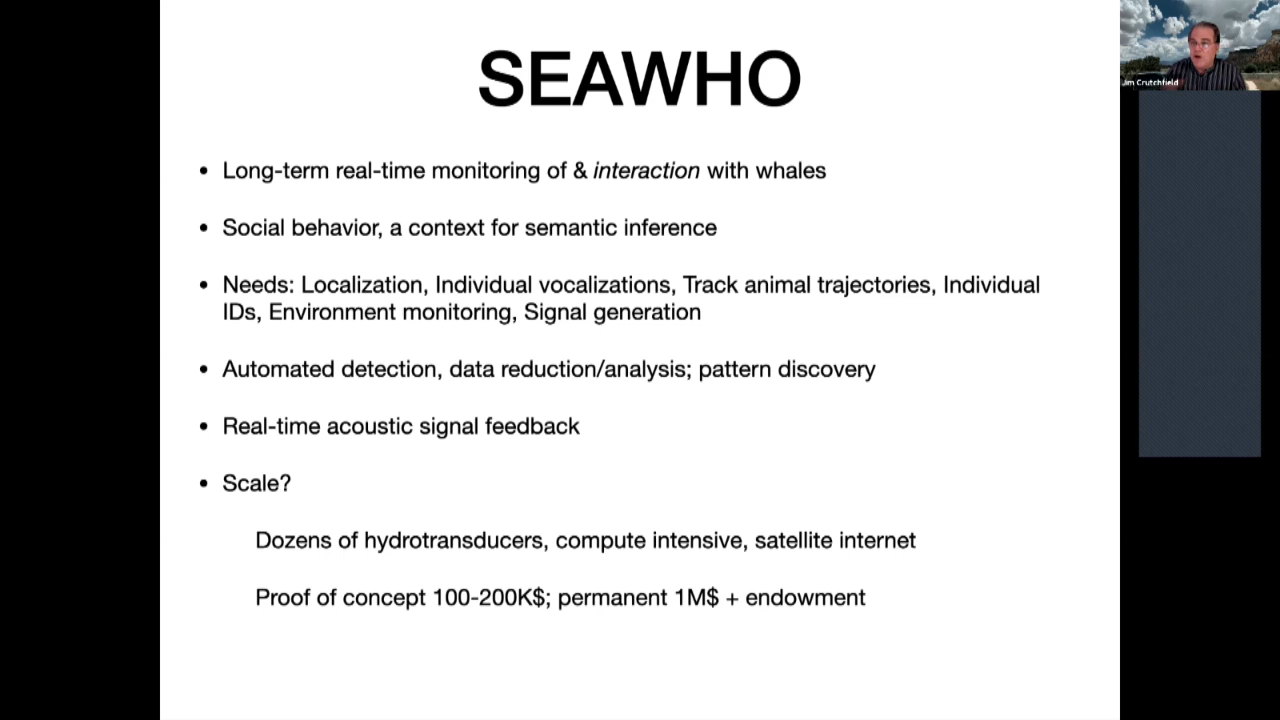 SEAWHO
Jim Crutchfield
• Long-term real-time monitoring of & interaction with whales
• Social behavior, a context for semantic inference
• Needs: Localization, Individual vocalizations, Track animal trajectories, Individual
IDs, Environment monitoring, Signal generation
• Automated detection, data reduction/analysis; pattern discovery
• Real-time acoustic signal feedback
• Scale?
Dozens of hydrotransducers, compute intensive, satellite internet
Proof of concept 100-200K$; permanent 1M$ + endowment